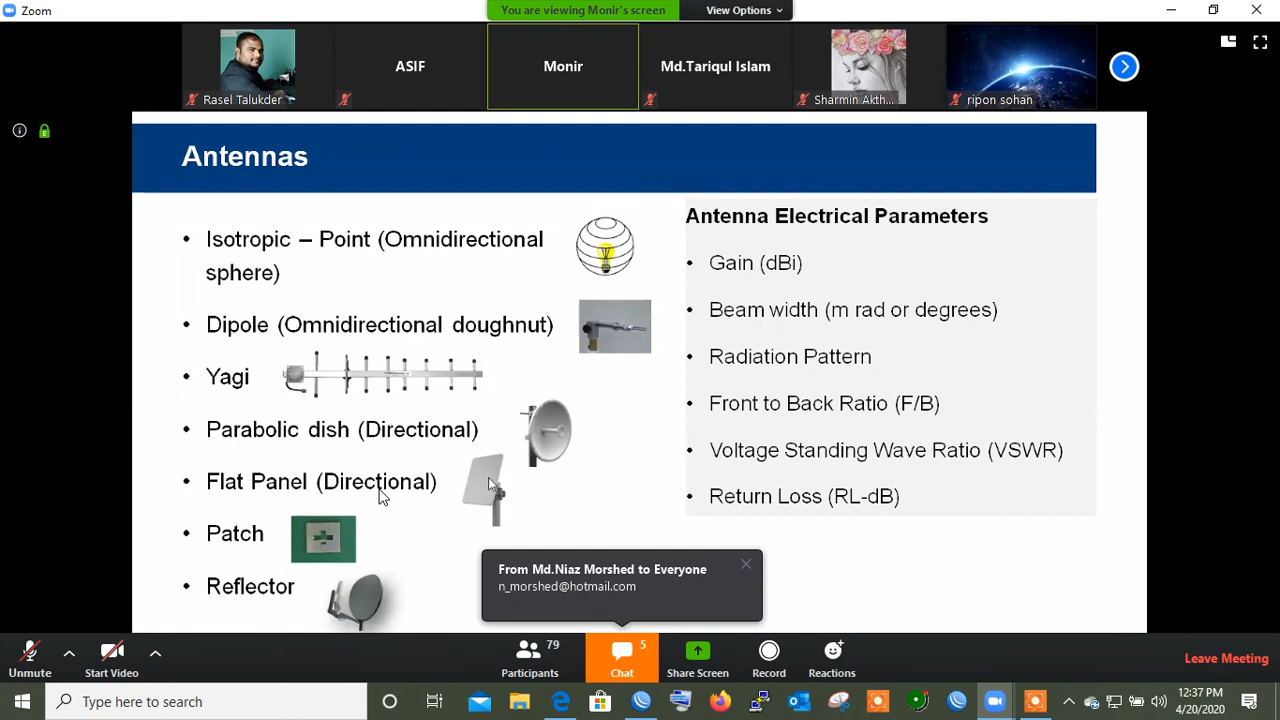 Zoom
You are viewing Monir's screen
View Options
Rasel Talukder
ASIF
Monir
Md.Tariqul Islam
Sharmin Akth...
ripon sohan
Antennas
• Isotropic – Point (Omnidirectional
sphere)
• Dipole (Omnidirectional doughnut)
• Yagi
• Parabolic dish (Directional)
• Flat Panel (Directional)
• Patch
• Reflector
Antenna Electrical Parameters
• Gain (dBi)
• Beam width (m rad or degrees)
• Radiation Pattern
• Front to Back Ratio (F/B)
• Voltage Standing Wave Ratio (VSWR)
• Return Loss (RL-dB)
From Md.Niaz Morshed to Everyone
n_morshed@hotmail.com
Unmute
Start Video
79
Participants
5
Chat
Share Screen
Record
Reactions
Leave Meeting
Type here to search
12:37 PM
4/20/2020